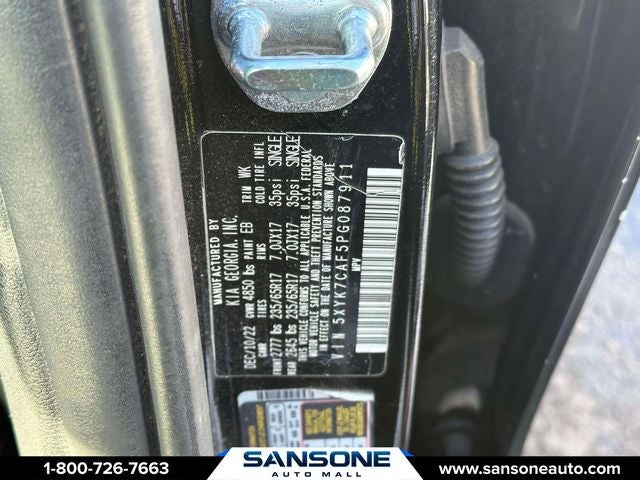 MANUFACTURED BY
KIA GEORGIA, INC.
DEC/10/22 GVWR 4850 lbs PAINT EB TRIM WK
GAWR TIRES RIMS COLD TIRE INFL
FRONT 2777 lbs 235/65R17 7.0JX17 35psi SINGLE
REAR 2645 lbs 235/65R17 7.0JX17 35psi SINGLE
THIS VEHICLE CONFORMS TO ALL APPLICABLE U.S.A. FEDERAL
MOTOR VEHICLE SAFETY AND THEFT PREVENTION STANDARDS
IN EFFECT ON THE DATE OF MANUFACTURE SHOWN ABOVE
VIN 5XYK7CAF5PG087911
MPV
1-800-726-7663
SANSONE
AUTO MALL
www.sansoneauto.com